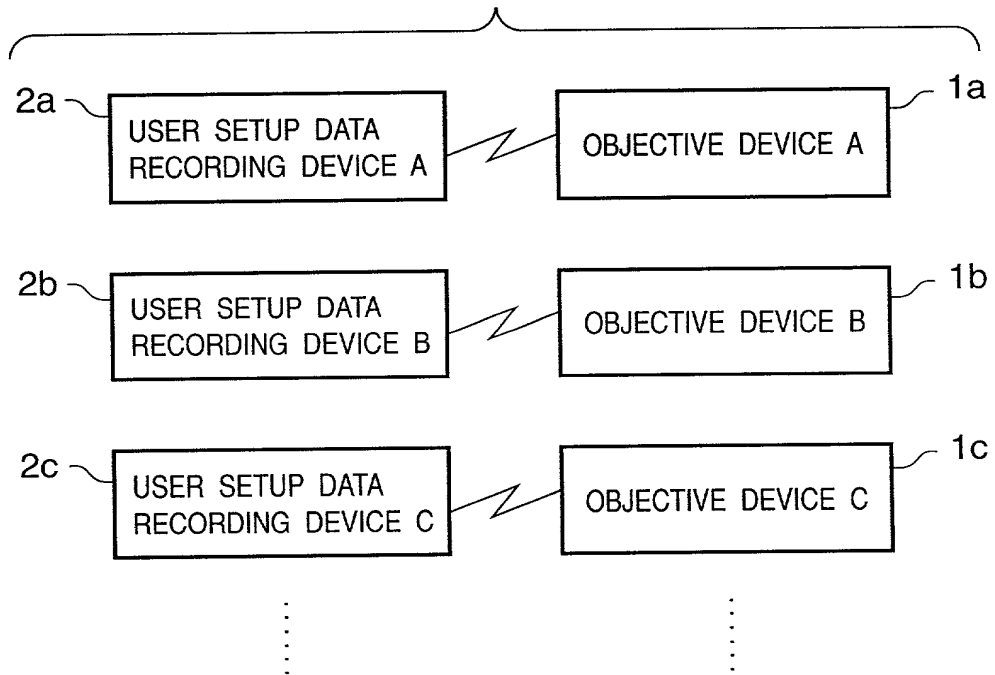 2a
USER SETUP DATA
RECORDING DEVICE A
1a
OBJECTIVE DEVICE A
2b
USER SETUP DATA
RECORDING DEVICE B
1b
OBJECTIVE DEVICE B
2c
USER SETUP DATA
RECORDING DEVICE C
1c
OBJECTIVE DEVICE C